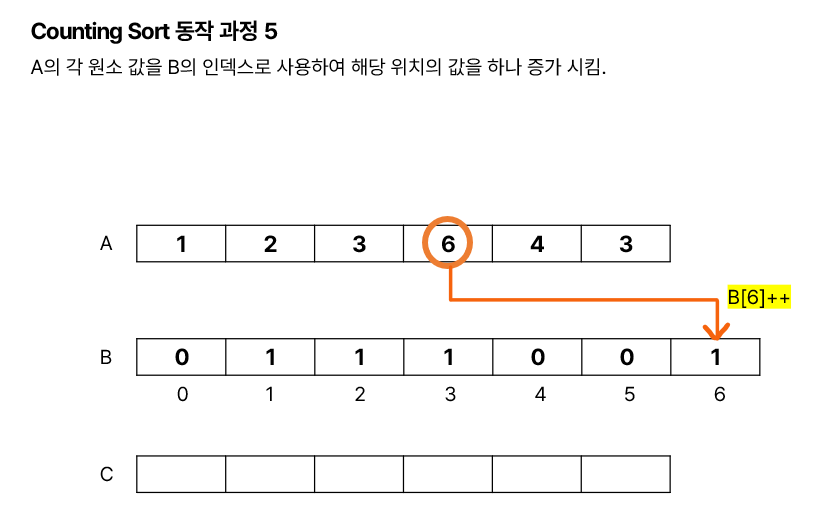 Counting Sort 동작 과정 5
A의 각 원소 값을 B의 인덱스로 사용하여 해당 위치의 값을 하나 증가 시킴.
A 1 2 3 6 4 3
B[6]++
B 0 1 1 1 0 0 1
0 1 2 3 4 5 6
C